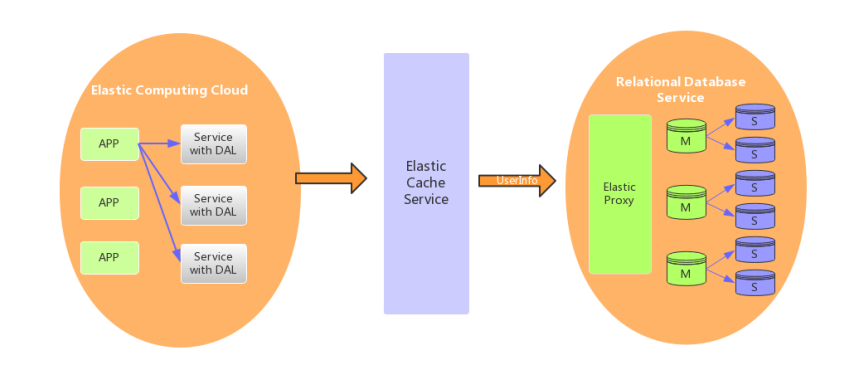 Elastic Computing Cloud
APP
Service
with DAL
APP
Service
with DAL
APP
Service
with DAL
Elastic
Cache
Service
UserInfo
Relational Database
Service
Elastic
Proxy
M
S
S
M
S
S
M
S
S